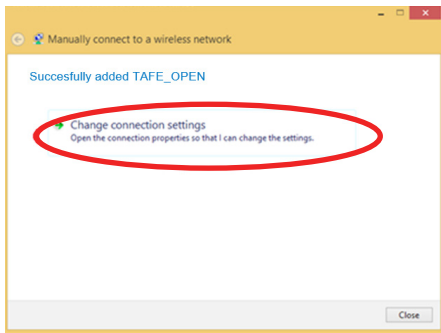 Manually connect to a wireless network
Succesfully added TAFE_OPEN
Change connection settings
Open the connection properties so that I can change the settings.
Close